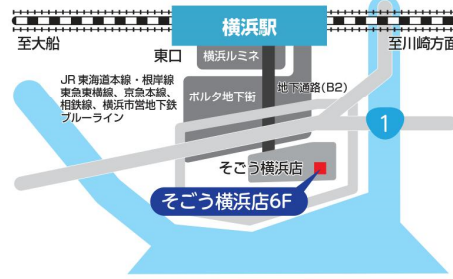 横浜駅
至大船
至川崎方面
東口
横浜ルミネ
JR 東海道本線・根岸線
東急東横線、京急本線、
相鉄線、横浜市営地下鉄
ブルーライン
ポルタ地下街
地下通路(B2)
1
そごう横浜店
そごう横浜店6F